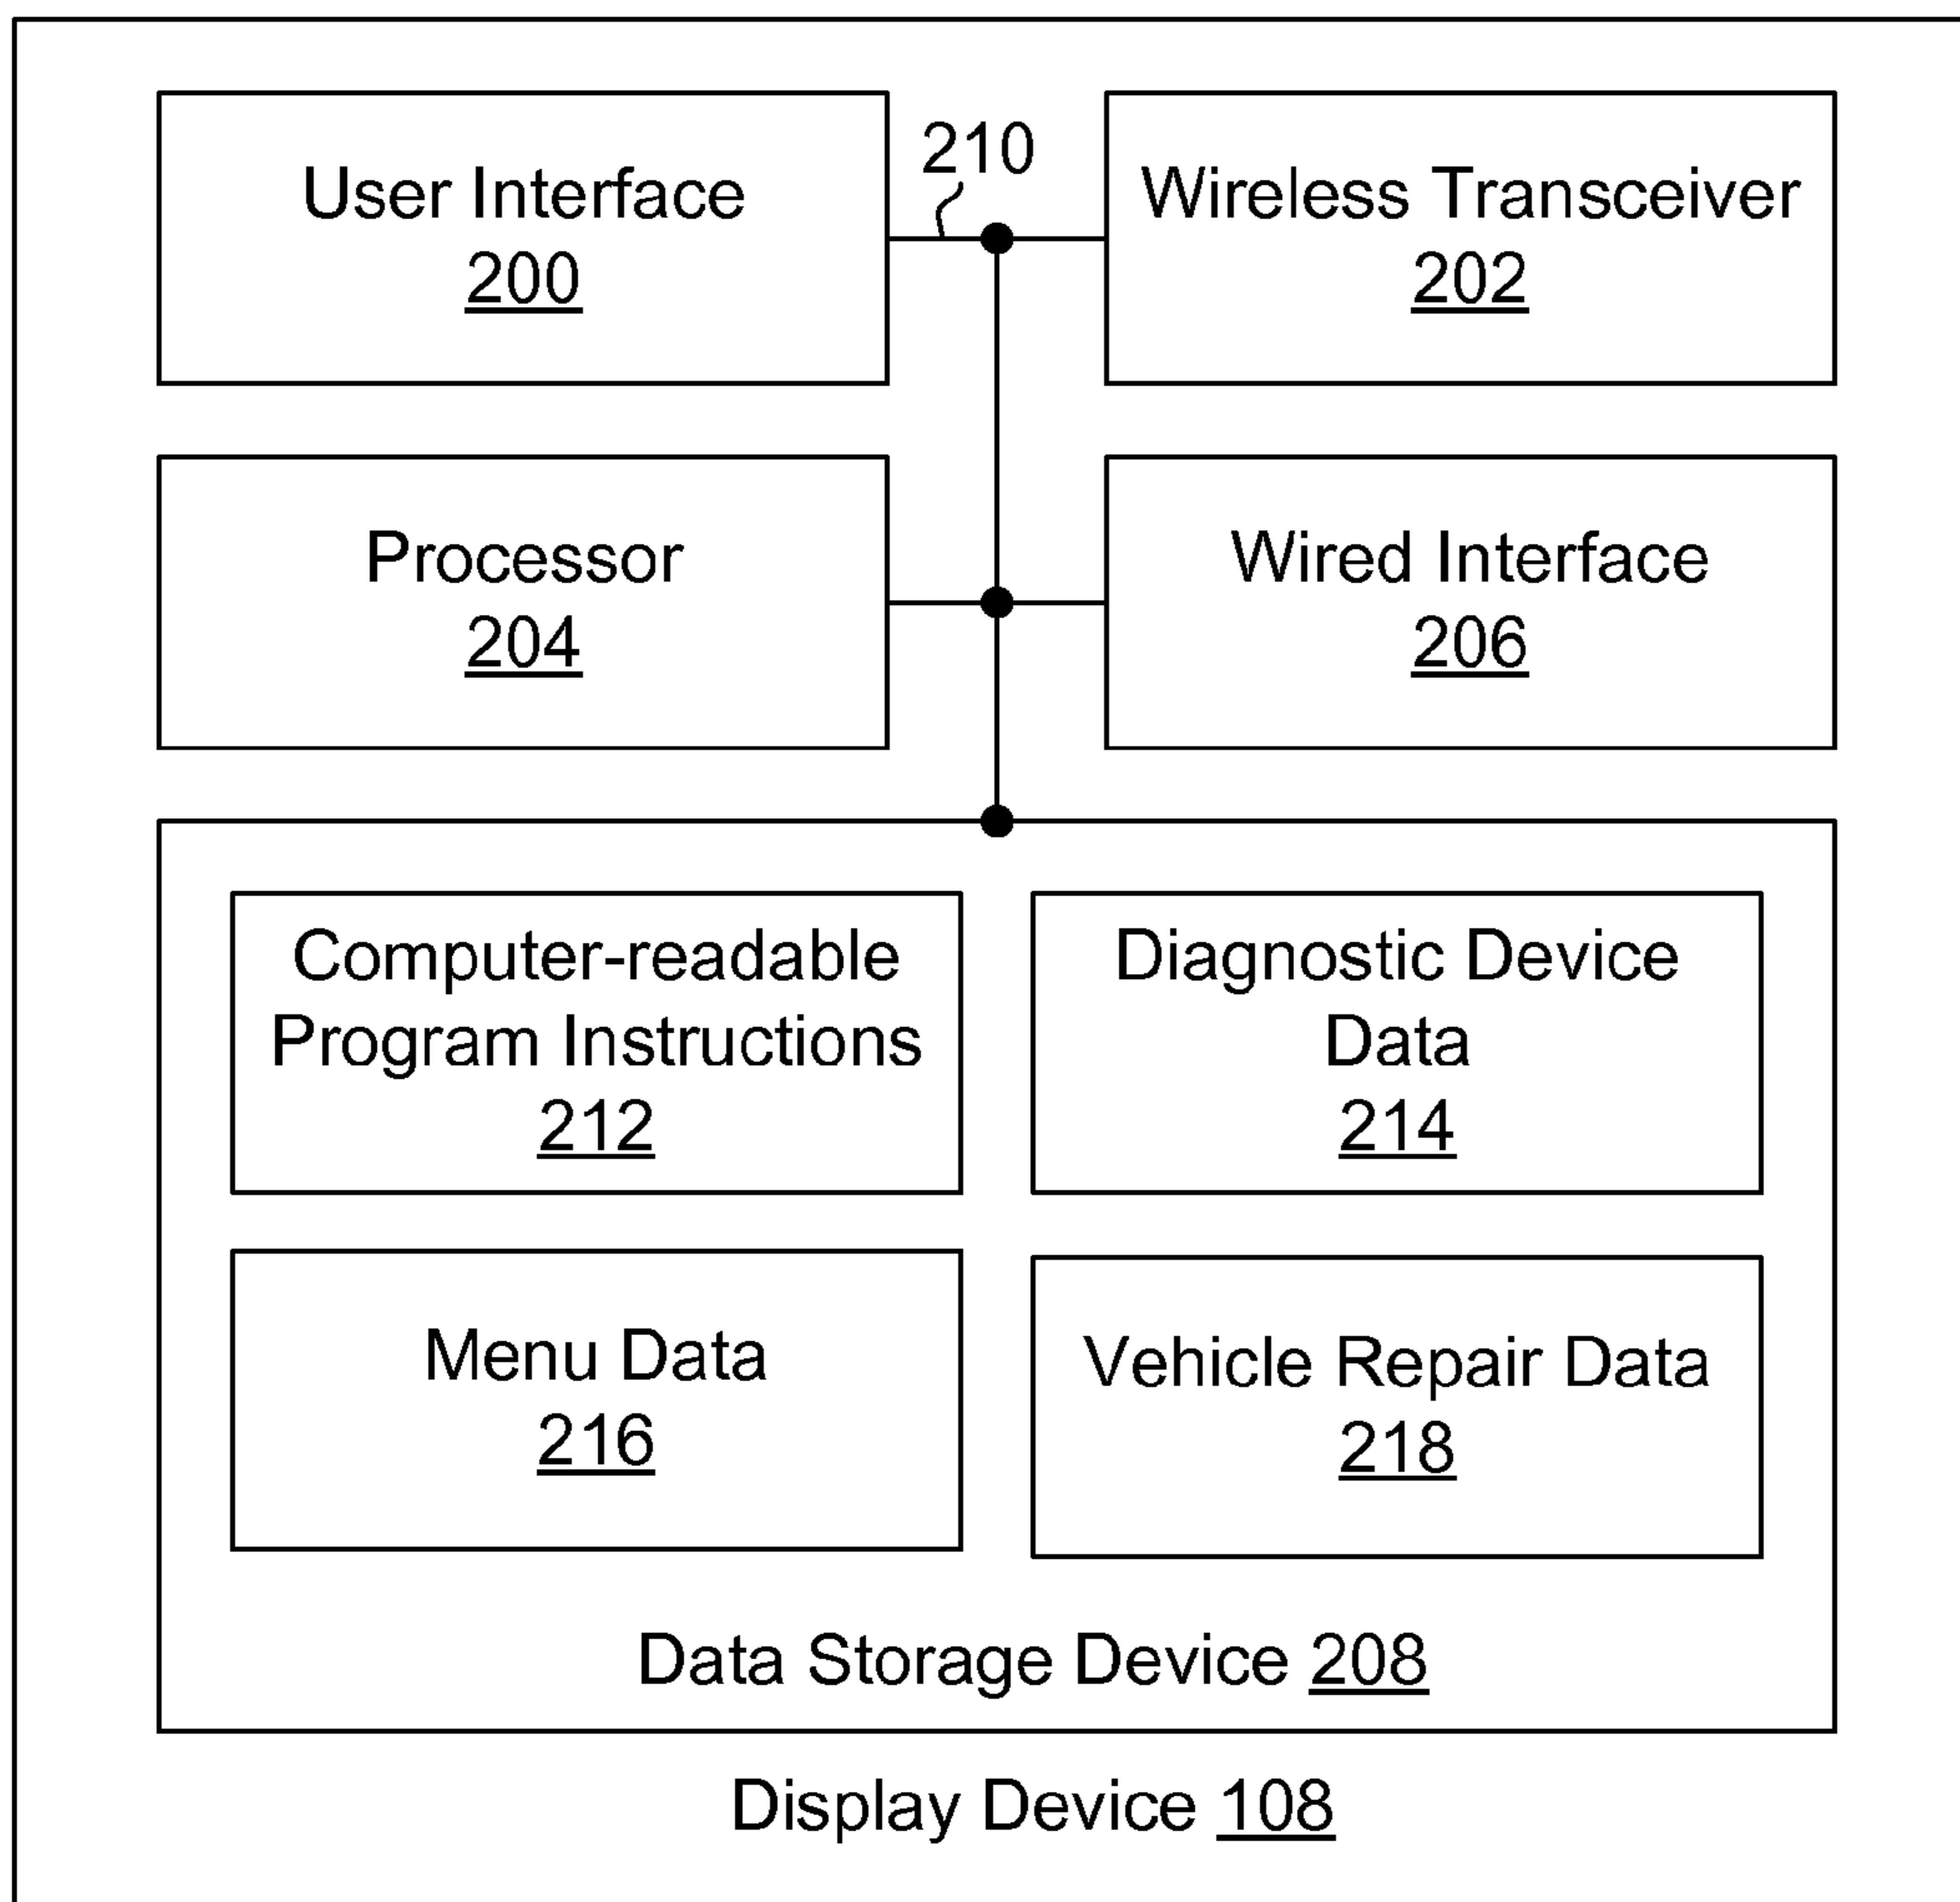 User Interface
200
210
Wireless Transceiver
202
Processor
204
Wired Interface
206
Computer-readable
Program Instructions
212
Diagnostic Device
Data
214
Menu Data
216
Vehicle Repair Data
218
Data Storage Device 208
Display Device 108